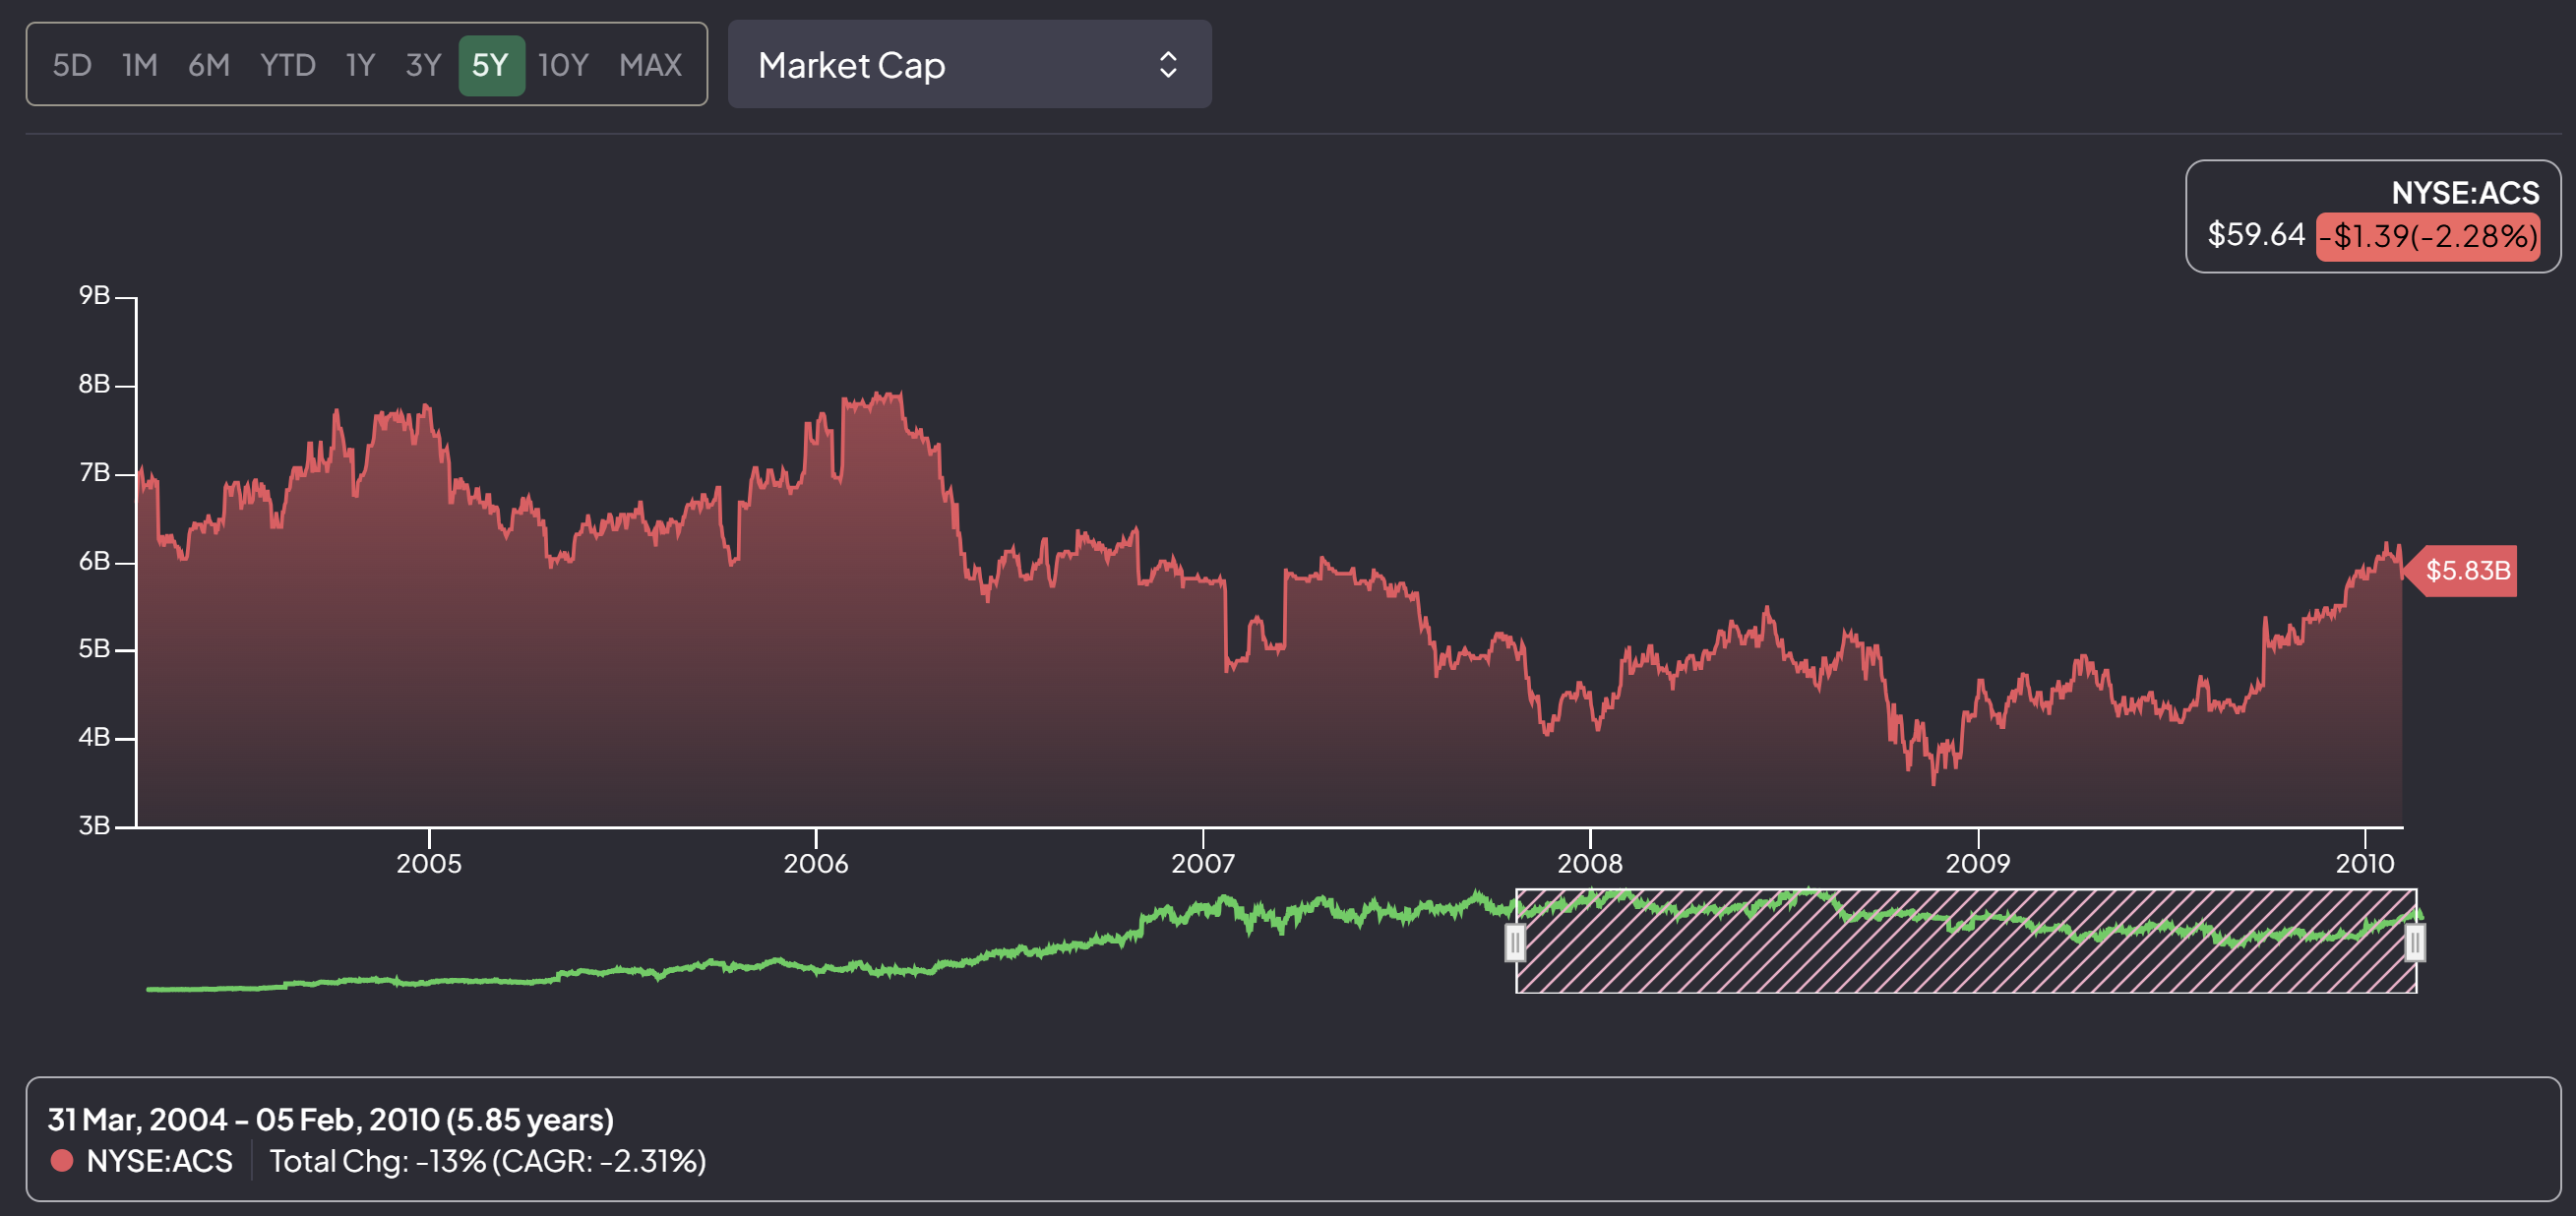 5D 1M 6M YTD 1Y 3Y 5Y 10Y MAX
Market Cap
NYSE:ACS
$59.64 -$1.39(-2.28%)
9B
8B
7B
6B
5B
4B
3B
$5.83B
2005 2006 2007 2008 2009 2010
31 Mar, 2004 - 05 Feb, 2010 (5.85 years)
NYSE:ACS Total Chg: -13% (CAGR: -2.31%)